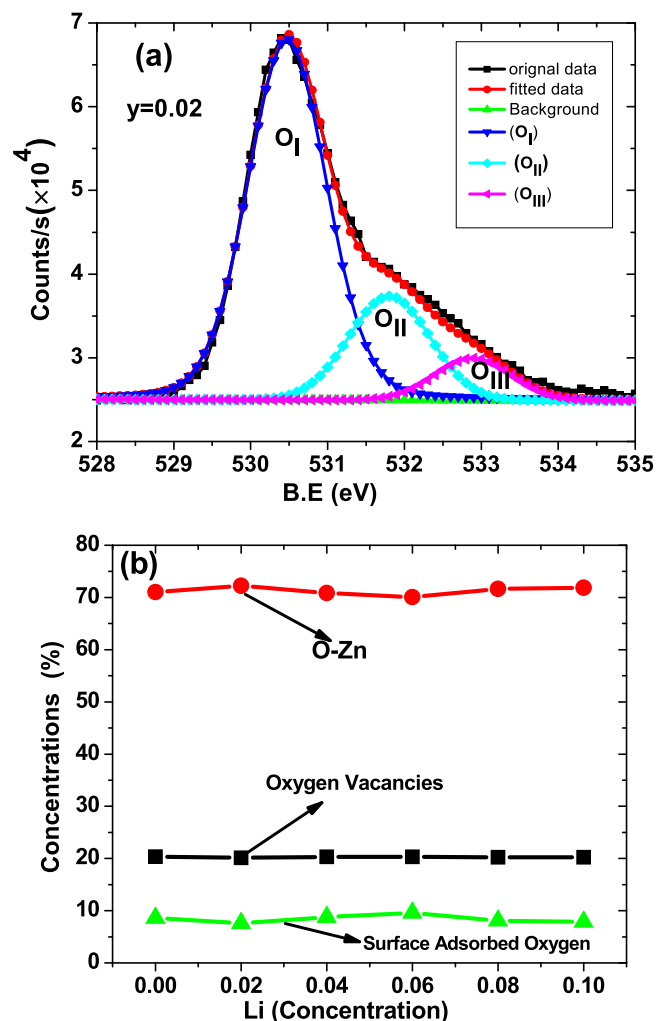 (a)
y=0.02
orignal data
fitted data
Background
(O_I)
(O_II)
(O_III)
O_I
O_II
O_III
7
6
5
4
3
2
Counts/s(×10^4)
528 529 530 531 532 533 534 535
B.E (eV)
(b)
80
70
60
50
40
30
20
10
0
Concentrations (%)
O-Zn
Oxygen Vacancies
Surface Adsorbed Oxygen
0.00 0.02 0.04 0.06 0.08 0.10
Li (Concentration)